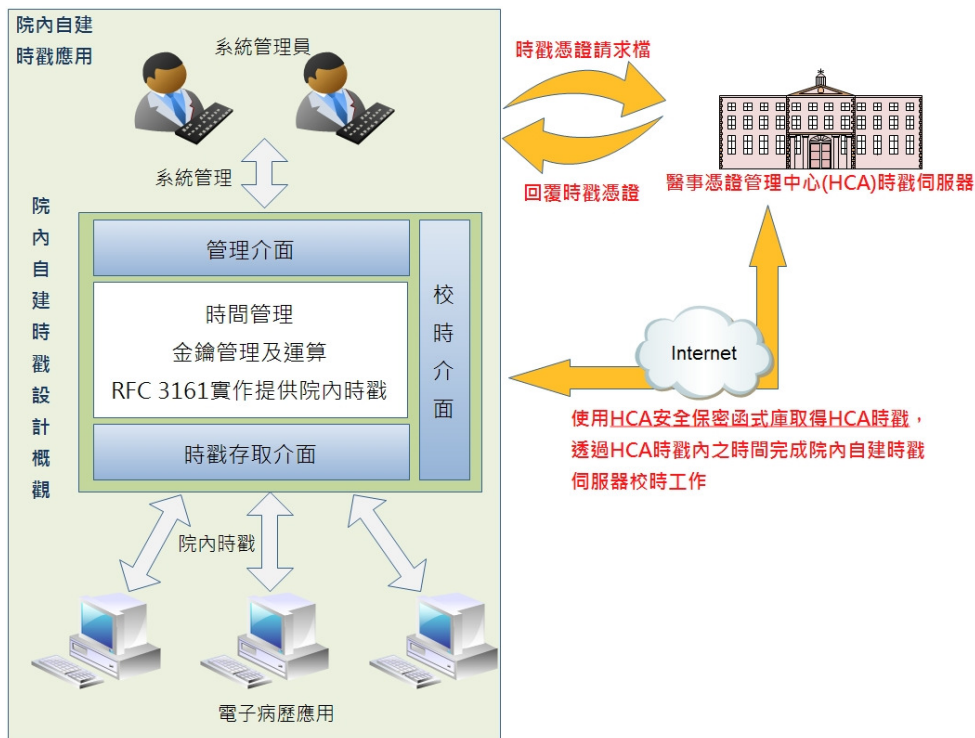 院內自建
時戳應用
系統管理員
系統管理
院
內
自
建
時
戳
設
計
概
觀
管理介面
時間管理
金鑰管理及運算
RFC 3161實作提供院內時戳
時戳存取介面
校
時
介
面
院內時戳
電子病歷應用
時戳憑證請求檔
回覆時戳憑證
醫事憑證管理中心(HCA)時戳伺服器
Internet
使用HCA安全保密函式庫取得HCA時戳，
透過HCA時戳內之時間完成院內自建時戳
伺服器校時工作